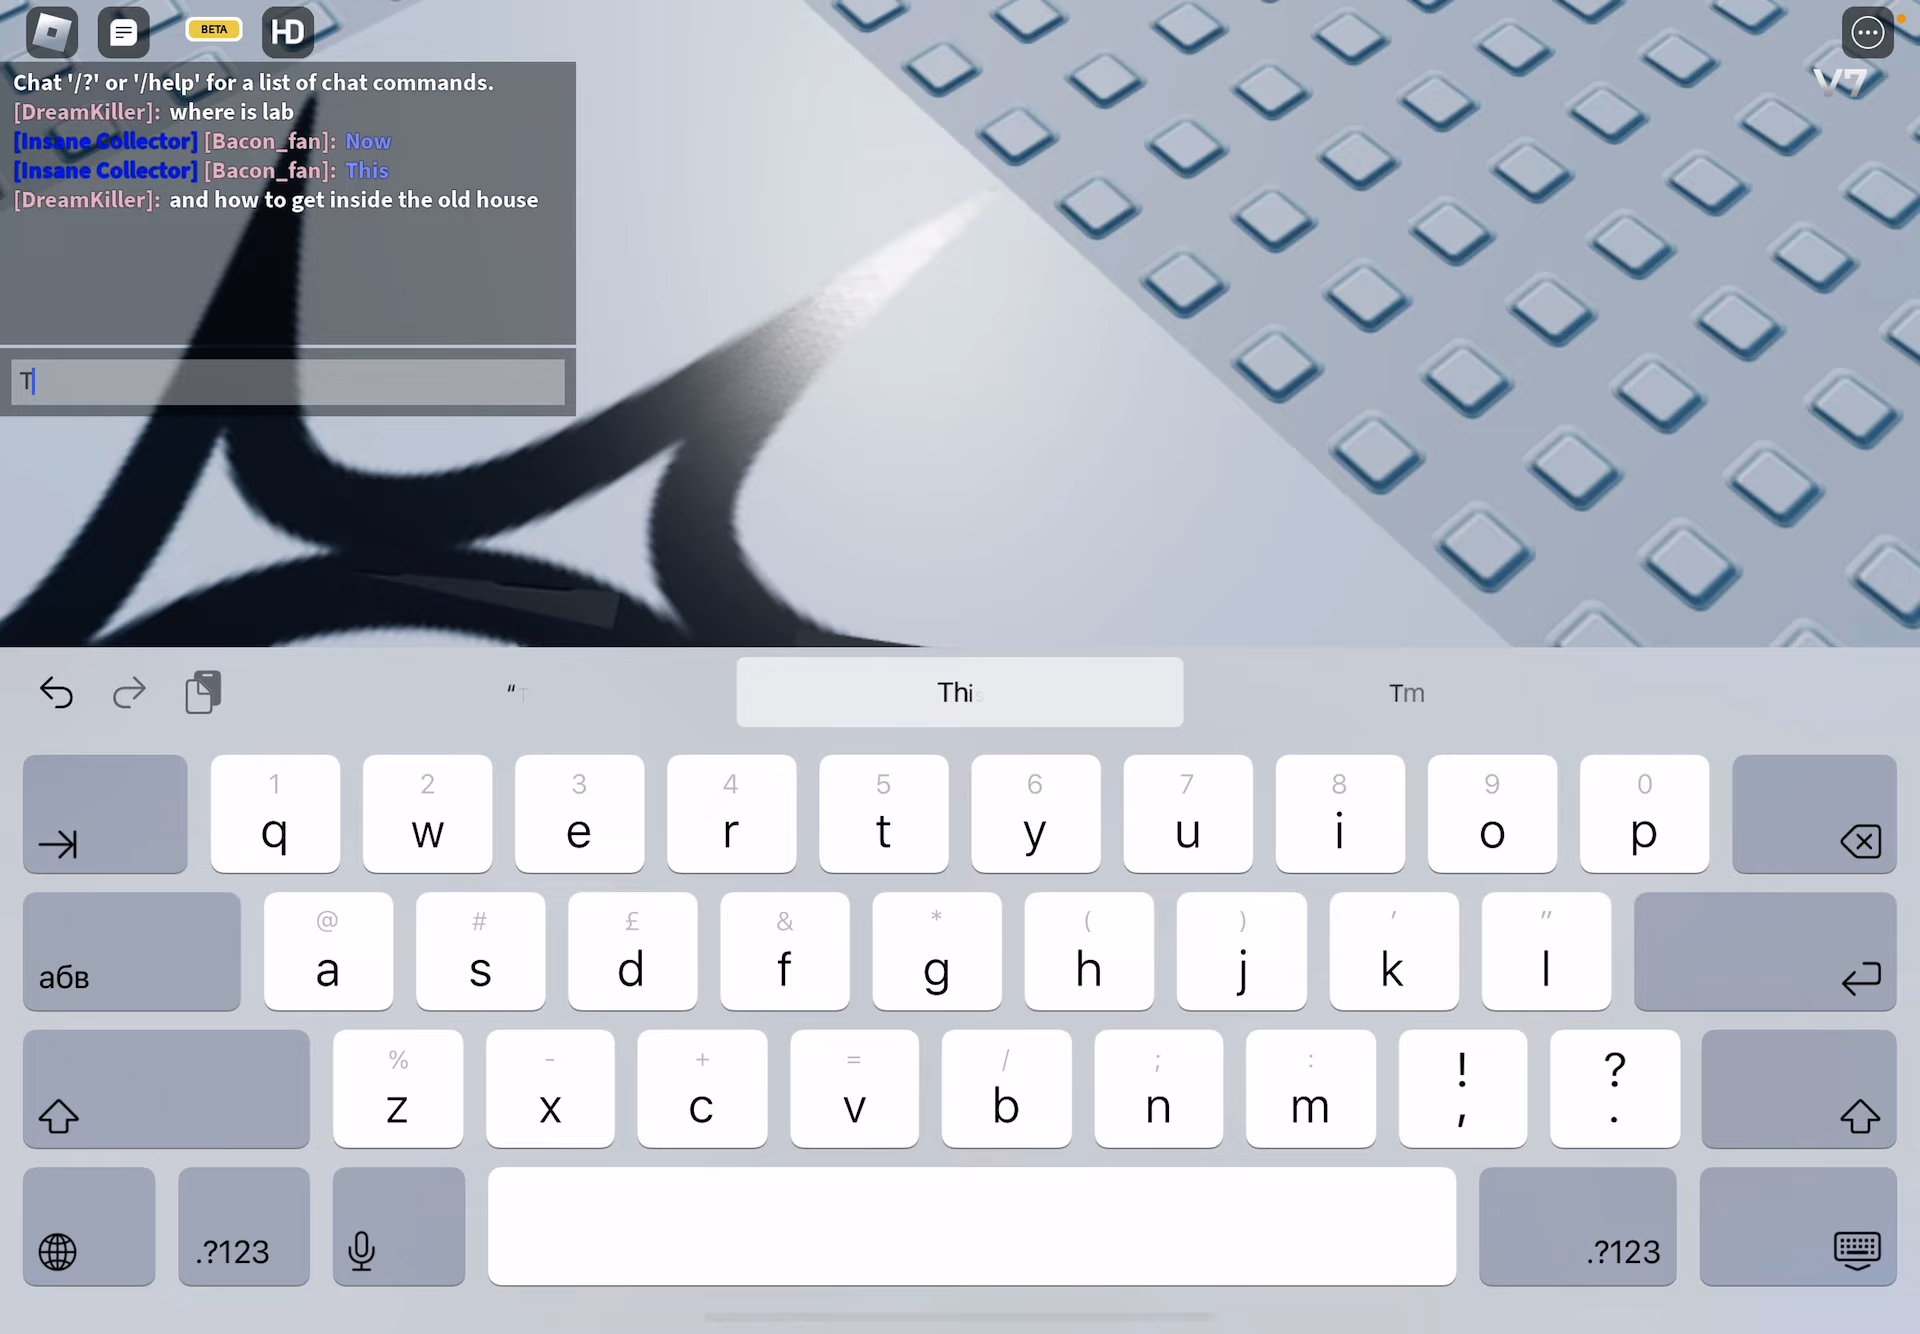 BETA
HD
Chat '/?' or '/help' for a list of chat commands.
[DreamKiller]: where is lab
[Insane Collector] [Bacon_fan]: Now
[Insane Collector] [Bacon_fan]: This
[DreamKiller]: and how to get inside the old house
T
V7
“T This Tm
1 2 3 4 5 6 7 8 9 0
q w e r t y u i o p
@ # £ & * ( ) ' "
абв a s d f g h j k l
% - + = / ; : ! ?
z x c v b n m , .
.?123 .?123